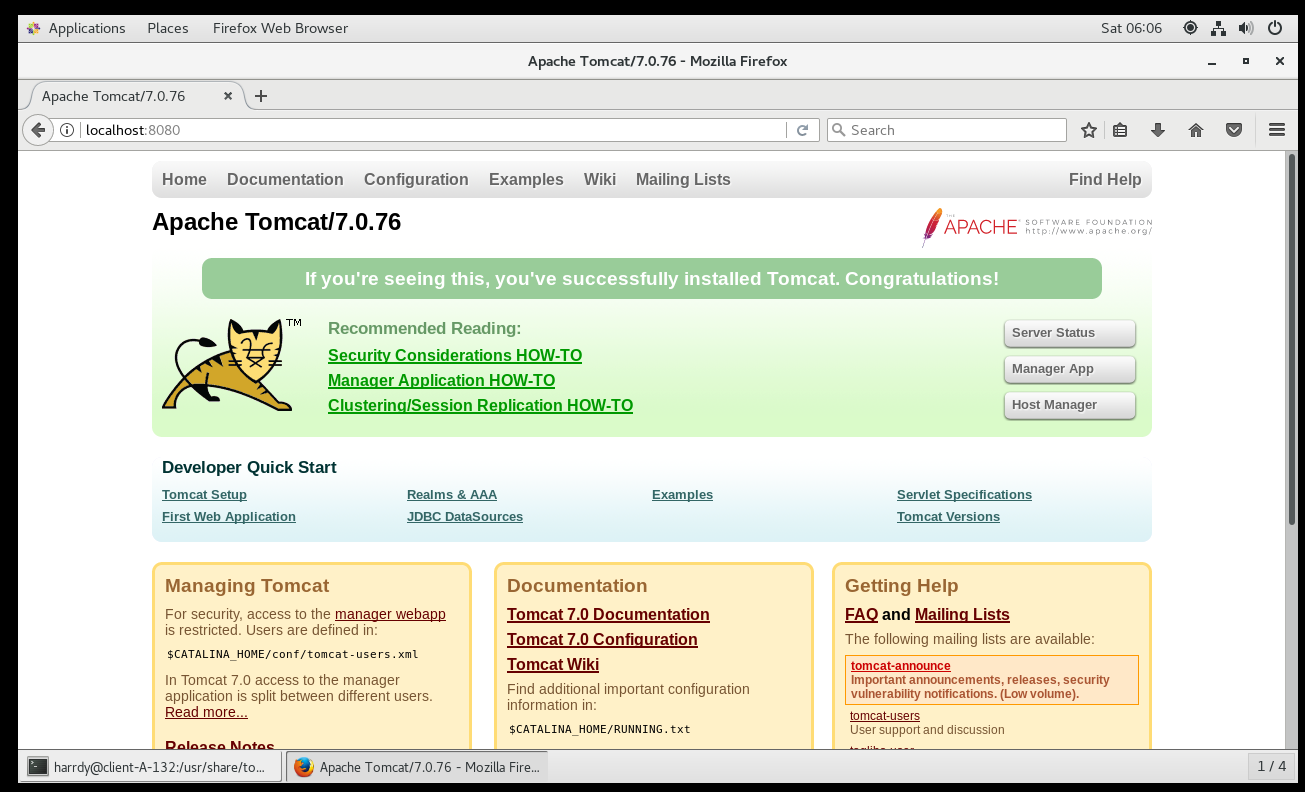 Applications Places Firefox Web Browser Sat 06:06
Apache Tomcat/7.0.76 - Mozilla Firefox
Apache Tomcat/7.0.76
localhost:8080 Search
Home Documentation Configuration Examples Wiki Mailing Lists Find Help
Apache Tomcat/7.0.76
THE APACHE SOFTWARE FOUNDATION
http://www.apache.org/
If you're seeing this, you've successfully installed Tomcat. Congratulations!
TM
Recommended Reading:
Security Considerations HOW-TO
Manager Application HOW-TO
Clustering/Session Replication HOW-TO
Server Status
Manager App
Host Manager
Developer Quick Start
Tomcat Setup
First Web Application
Realms & AAA
JDBC DataSources
Examples
Servlet Specifications
Tomcat Versions
Managing Tomcat
For security, access to the manager webapp
is restricted. Users are defined in:
$CATALINA_HOME/conf/tomcat-users.xml
In Tomcat 7.0 access to the manager
application is split between different users.
Read more...
Release Notes
Documentation
Tomcat 7.0 Documentation
Tomcat 7.0 Configuration
Tomcat Wiki
Find additional important configuration
information in:
$CATALINA_HOME/RUNNING.txt
Getting Help
FAQ and Mailing Lists
The following mailing lists are available:
tomcat-announce
Important announcements, releases, security
vulnerability notifications. (Low volume).
tomcat-users
User support and discussion
taglibs-user
harrdy@client-A-132:/usr/share/to...
Apache Tomcat/7.0.76 - Mozilla Fire...
1 / 4